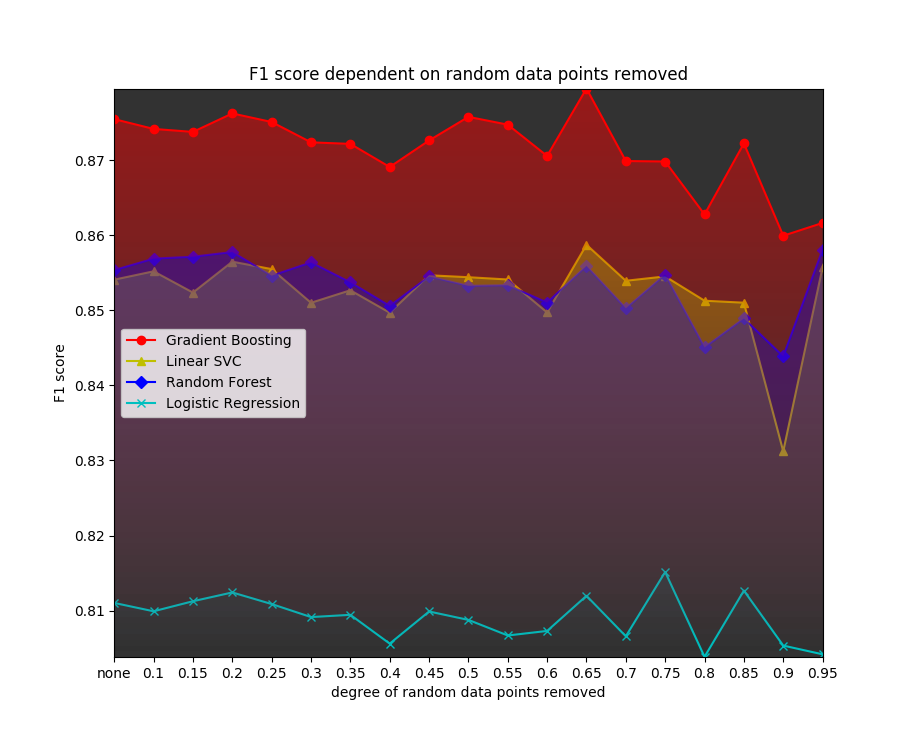 F1 score dependent on random data points removed
0.87
0.86
0.85
0.84
0.83
0.82
0.81
F1 score
Gradient Boosting
Linear SVC
Random Forest
Logistic Regression
none 0.1 0.15 0.2 0.25 0.3 0.35 0.4 0.45 0.5 0.55 0.6 0.65 0.7 0.75 0.8 0.85 0.9 0.95
degree of random data points removed